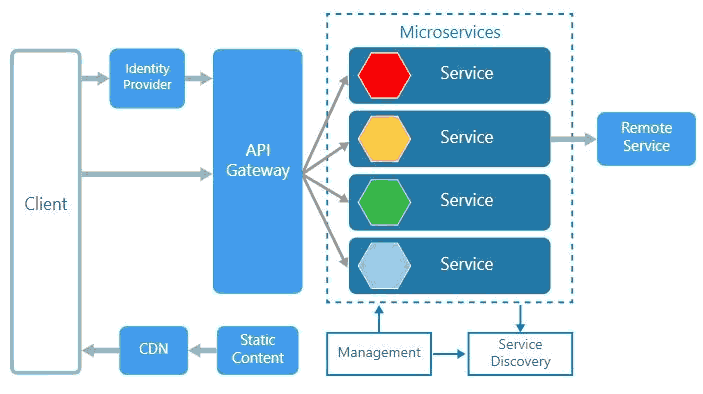 Microservices
Identity
Provider
Service
API
Gateway
Service
Remote
Service
Client
Service
Service
CDN
Static
Content
Management
Service
Discovery